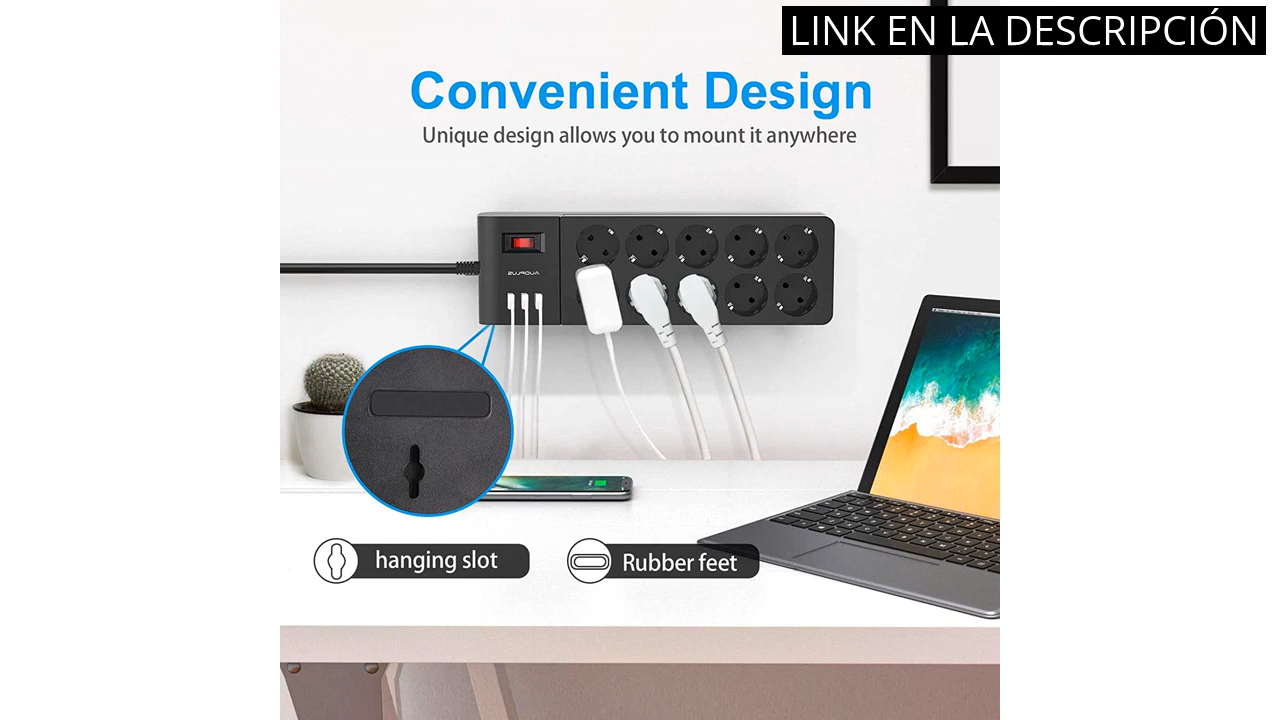 LINK EN LA DESCRIPCIÓN
Convenient Design
Unique design allows you to mount it anywhere
hanging slot
Rubber feet